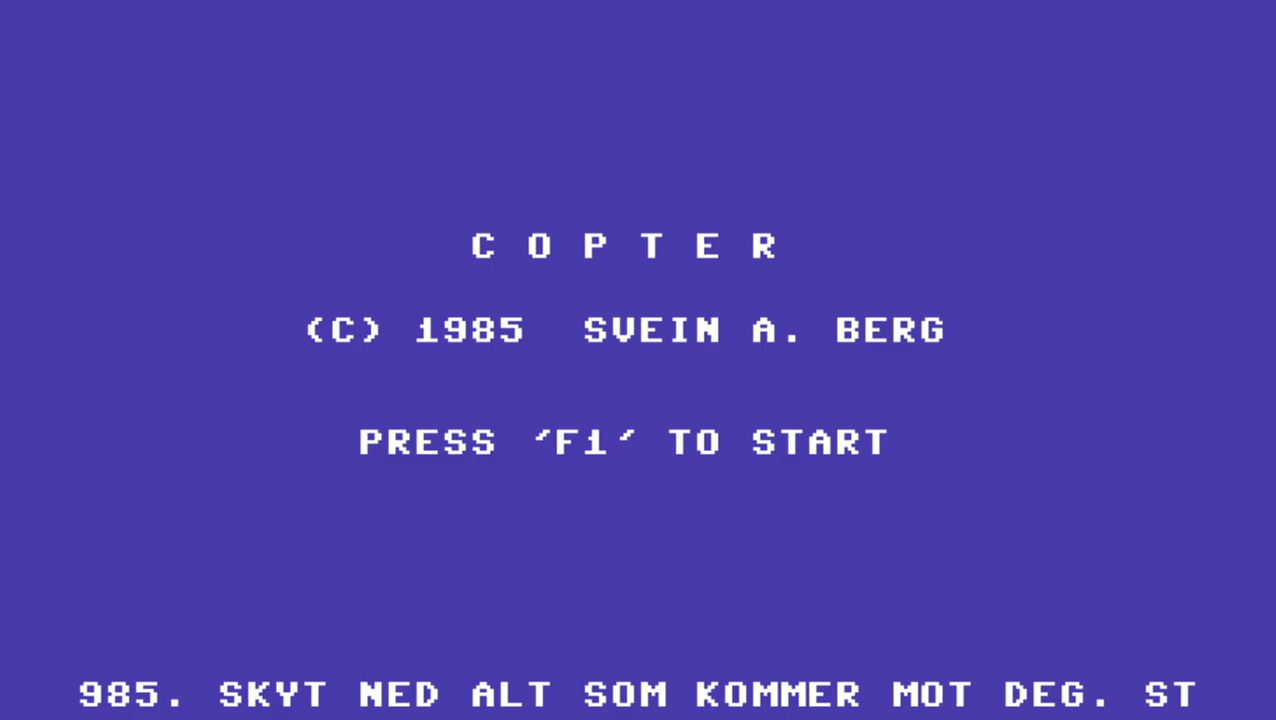 C O P T E R
(C) 1985 SVEIN A. BERG
PRESS 'F1' TO START
985. SKYT NED ALT SOM KOMMER MOT DEG. ST